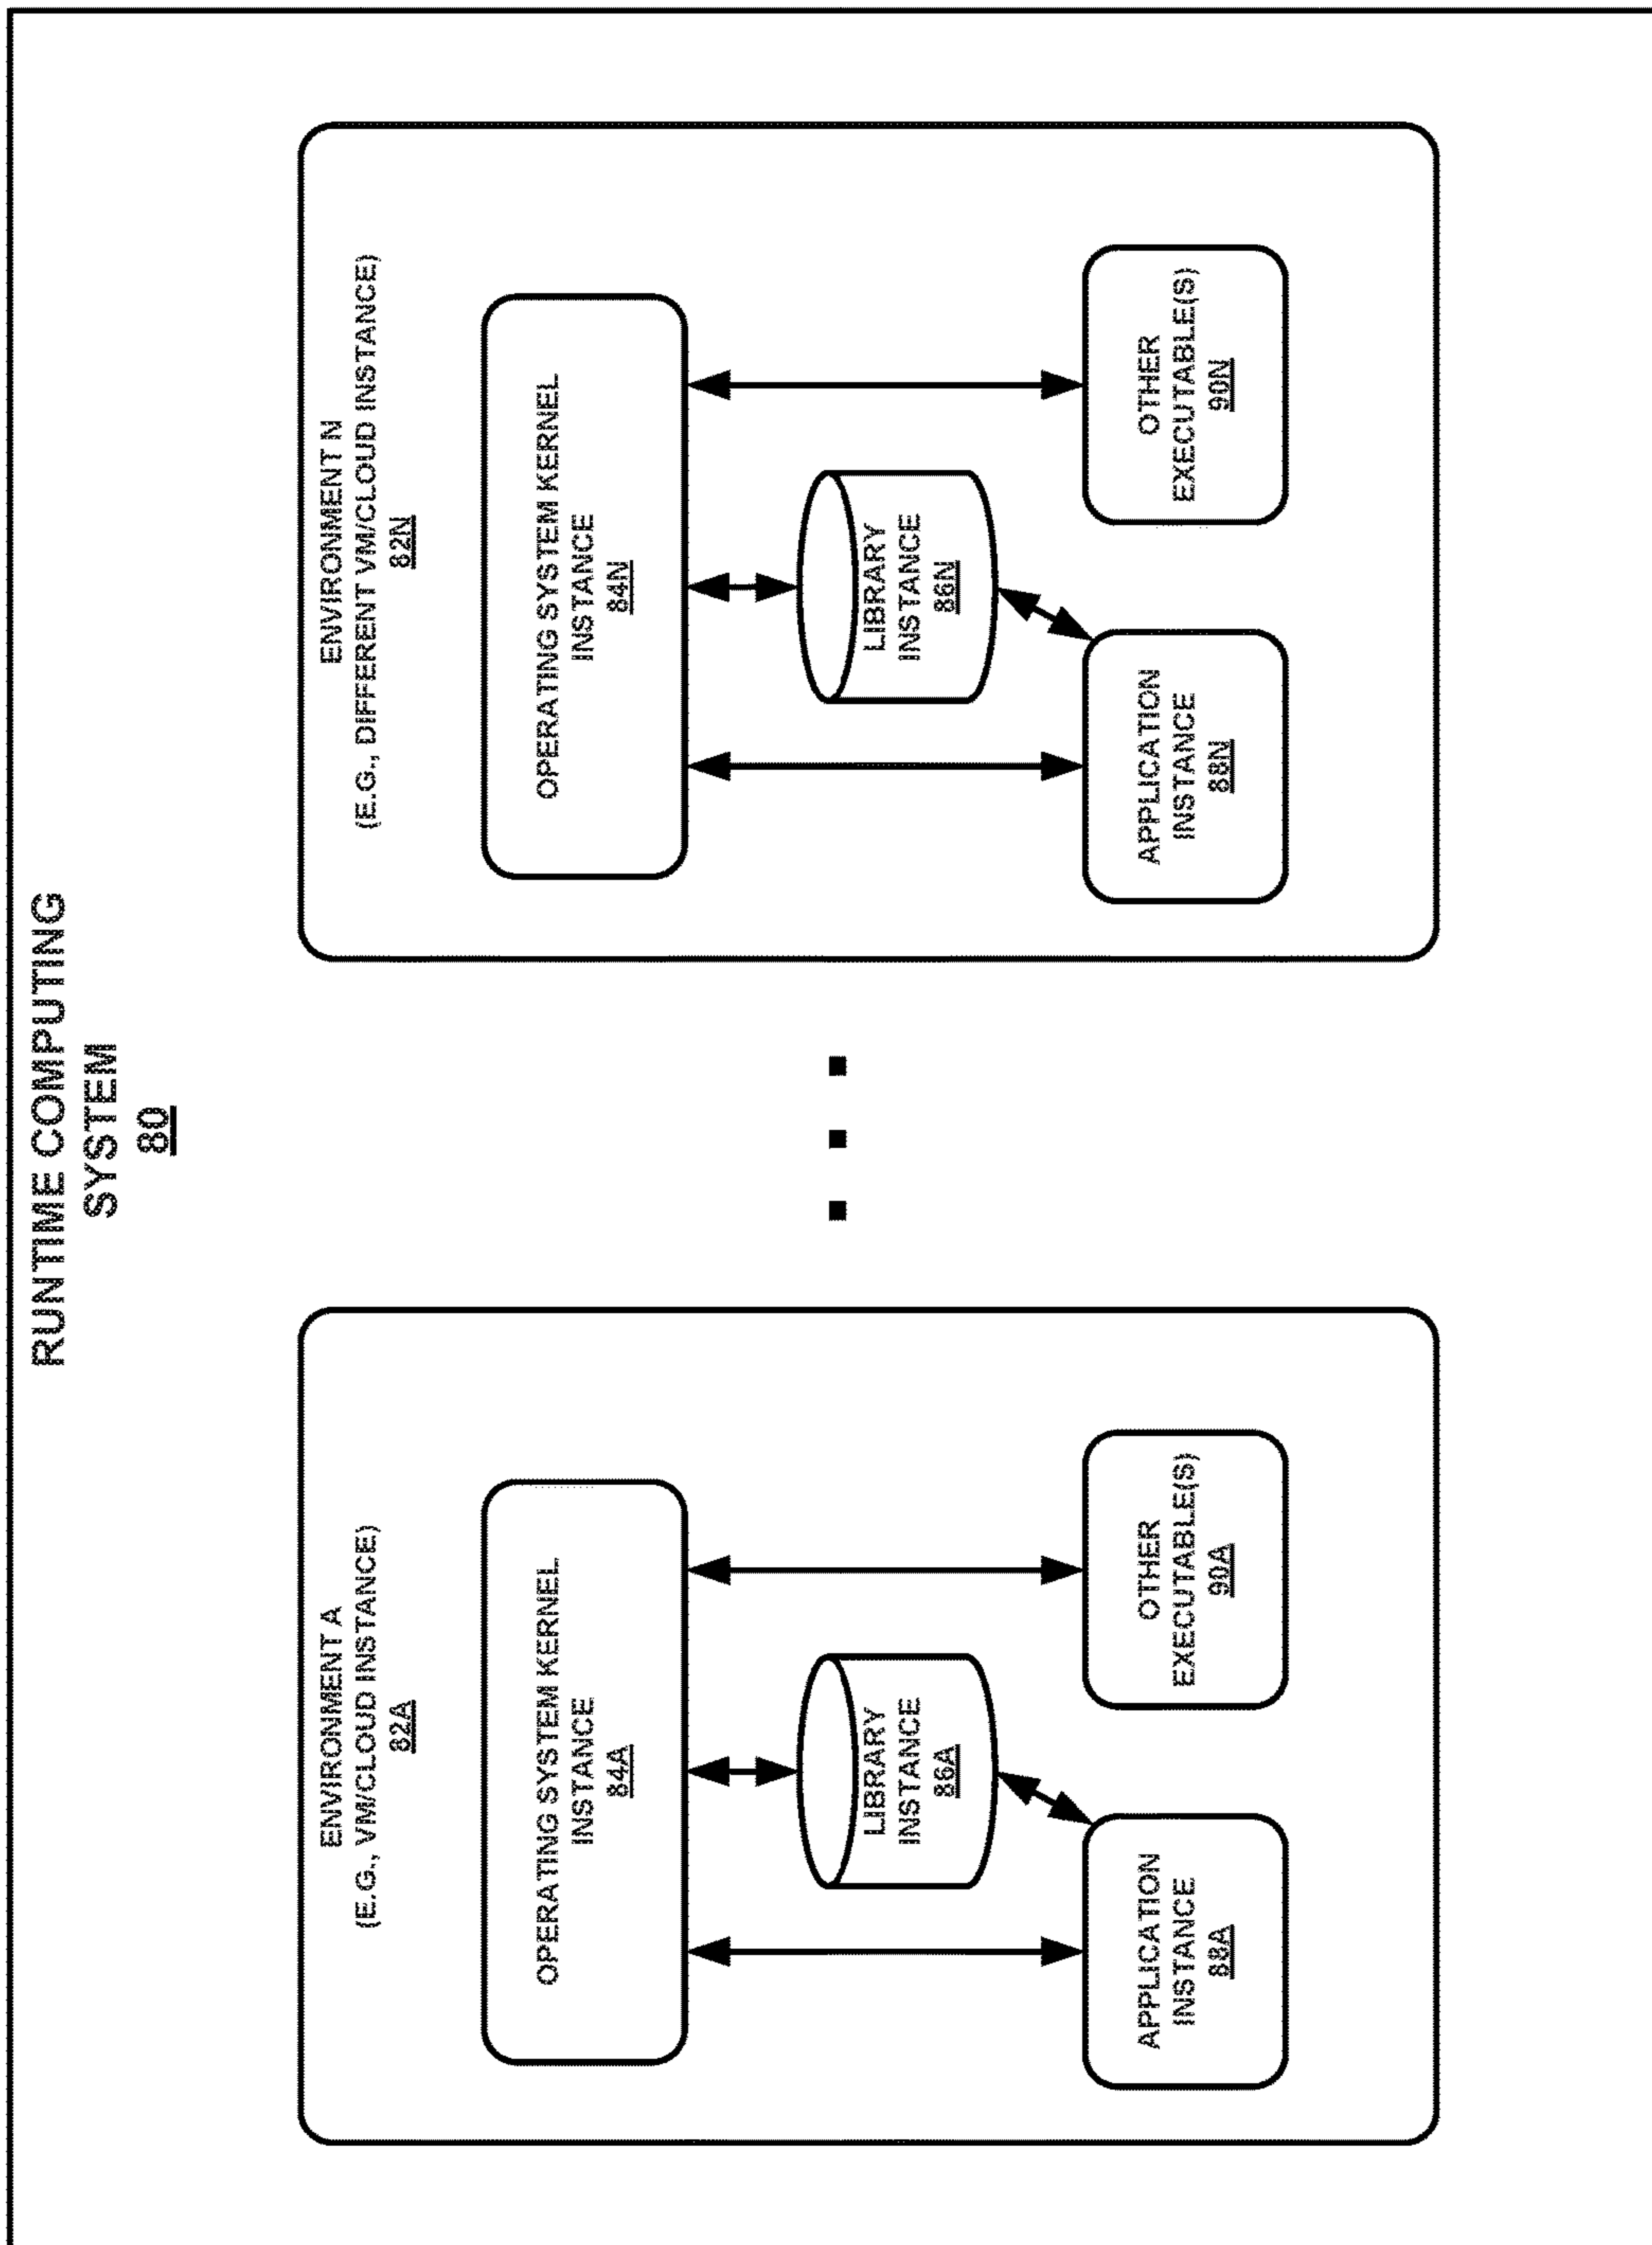 RUNTIME COMPUTING
SYSTEM
80
ENVIRONMENT A
(E.G., VM/CLOUD INSTANCE)
82A
OPERATING SYSTEM KERNEL
INSTANCE
84A
LIBRARY
INSTANCE
86A
APPLICATION
INSTANCE
88A
OTHER
EXECUTABLE(S)
90A
ENVIRONMENT N
(E.G., DIFFERENT VM/CLOUD INSTANCE)
82N
OPERATING SYSTEM KERNEL
INSTANCE
84N
LIBRARY
INSTANCE
86N
APPLICATION
INSTANCE
88N
OTHER
EXECUTABLE(S)
90N